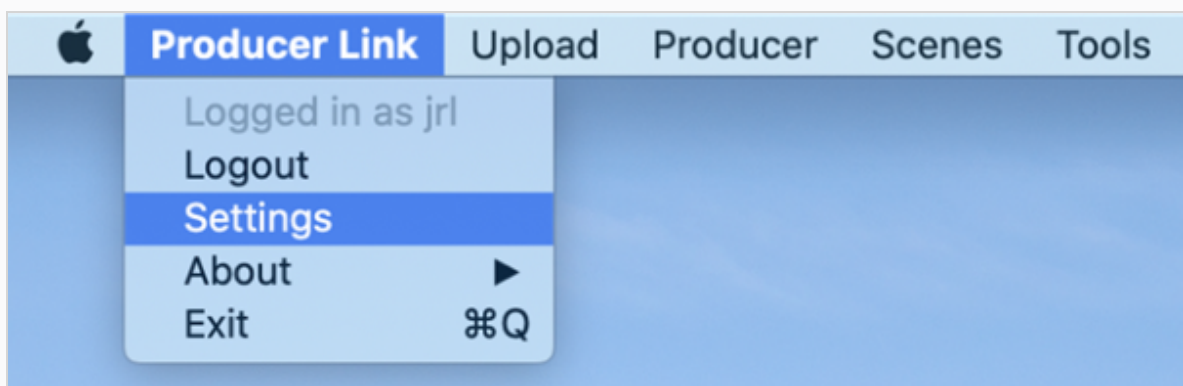 Producer Link Upload Producer Scenes Tools
Logged in as jrl
Logout
Settings
About ▶
Exit ⌘Q